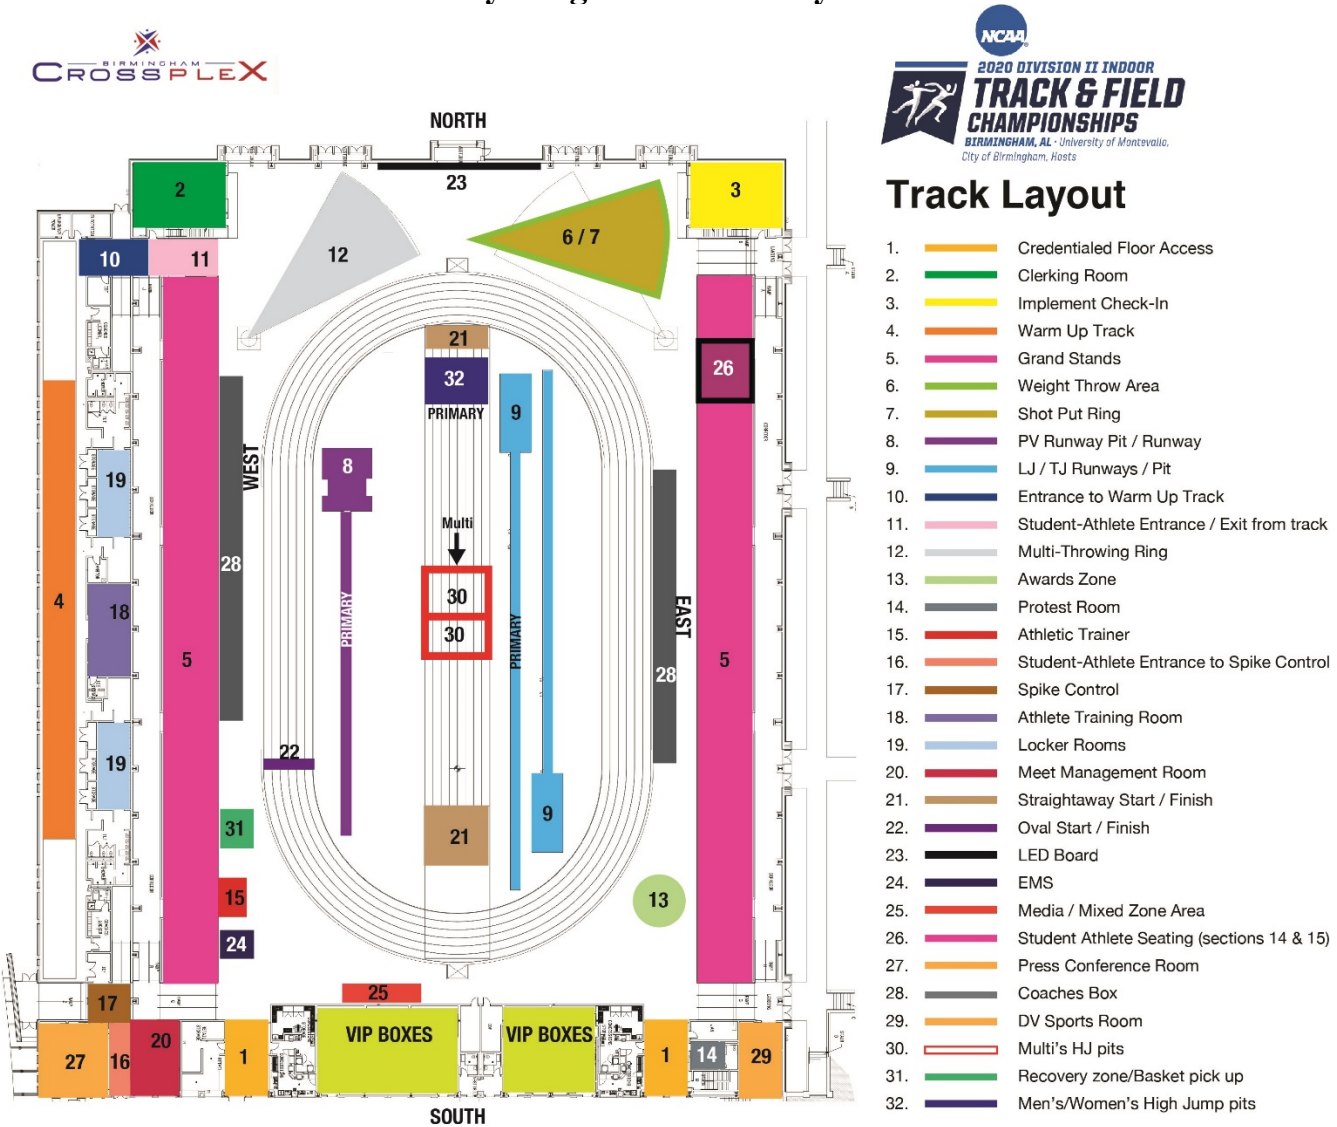 BIRMINGHAM
CROSSPLEX
NCAA
2020 DIVISION II INDOOR
TRACK & FIELD
CHAMPIONSHIPS
BIRMINGHAM, AL · University of Montevallo,
City of Birmingham, Hosts
Track Layout
1. Credentialed Floor Access
2. Clerking Room
3. Implement Check-In
4. Warm Up Track
5. Grand Stands
6. Weight Throw Area
7. Shot Put Ring
8. PV Runway Pit / Runway
9. LJ / TJ Runways / Pit
10. Entrance to Warm Up Track
11. Student-Athlete Entrance / Exit from track
12. Multi-Throwing Ring
13. Awards Zone
14. Protest Room
15. Athletic Trainer
16. Student-Athlete Entrance to Spike Control
17. Spike Control
18. Athlete Training Room
19. Locker Rooms
20. Meet Management Room
21. Straightaway Start / Finish
22. Oval Start / Finish
23. LED Board
24. EMS
25. Media / Mixed Zone Area
26. Student Athlete Seating (sections 14 & 15)
27. Press Conference Room
28. Coaches Box
29. DV Sports Room
30. Multi's HJ pits
31. Recovery zone/Basket pick up
32. Men's/Women's High Jump pits
NORTH
2
23
3
10
11
12
6 / 7
21
26
32
PRIMARY
9
WEST
8
19
Multi
28
30
4
18
30
PRIMARY
PRIMARY
EAST
5
5
28
22
19
9
31
21
15
13
24
17
25
VIP BOXES
VIP BOXES
27
16
20
1
1
14
29
SOUTH